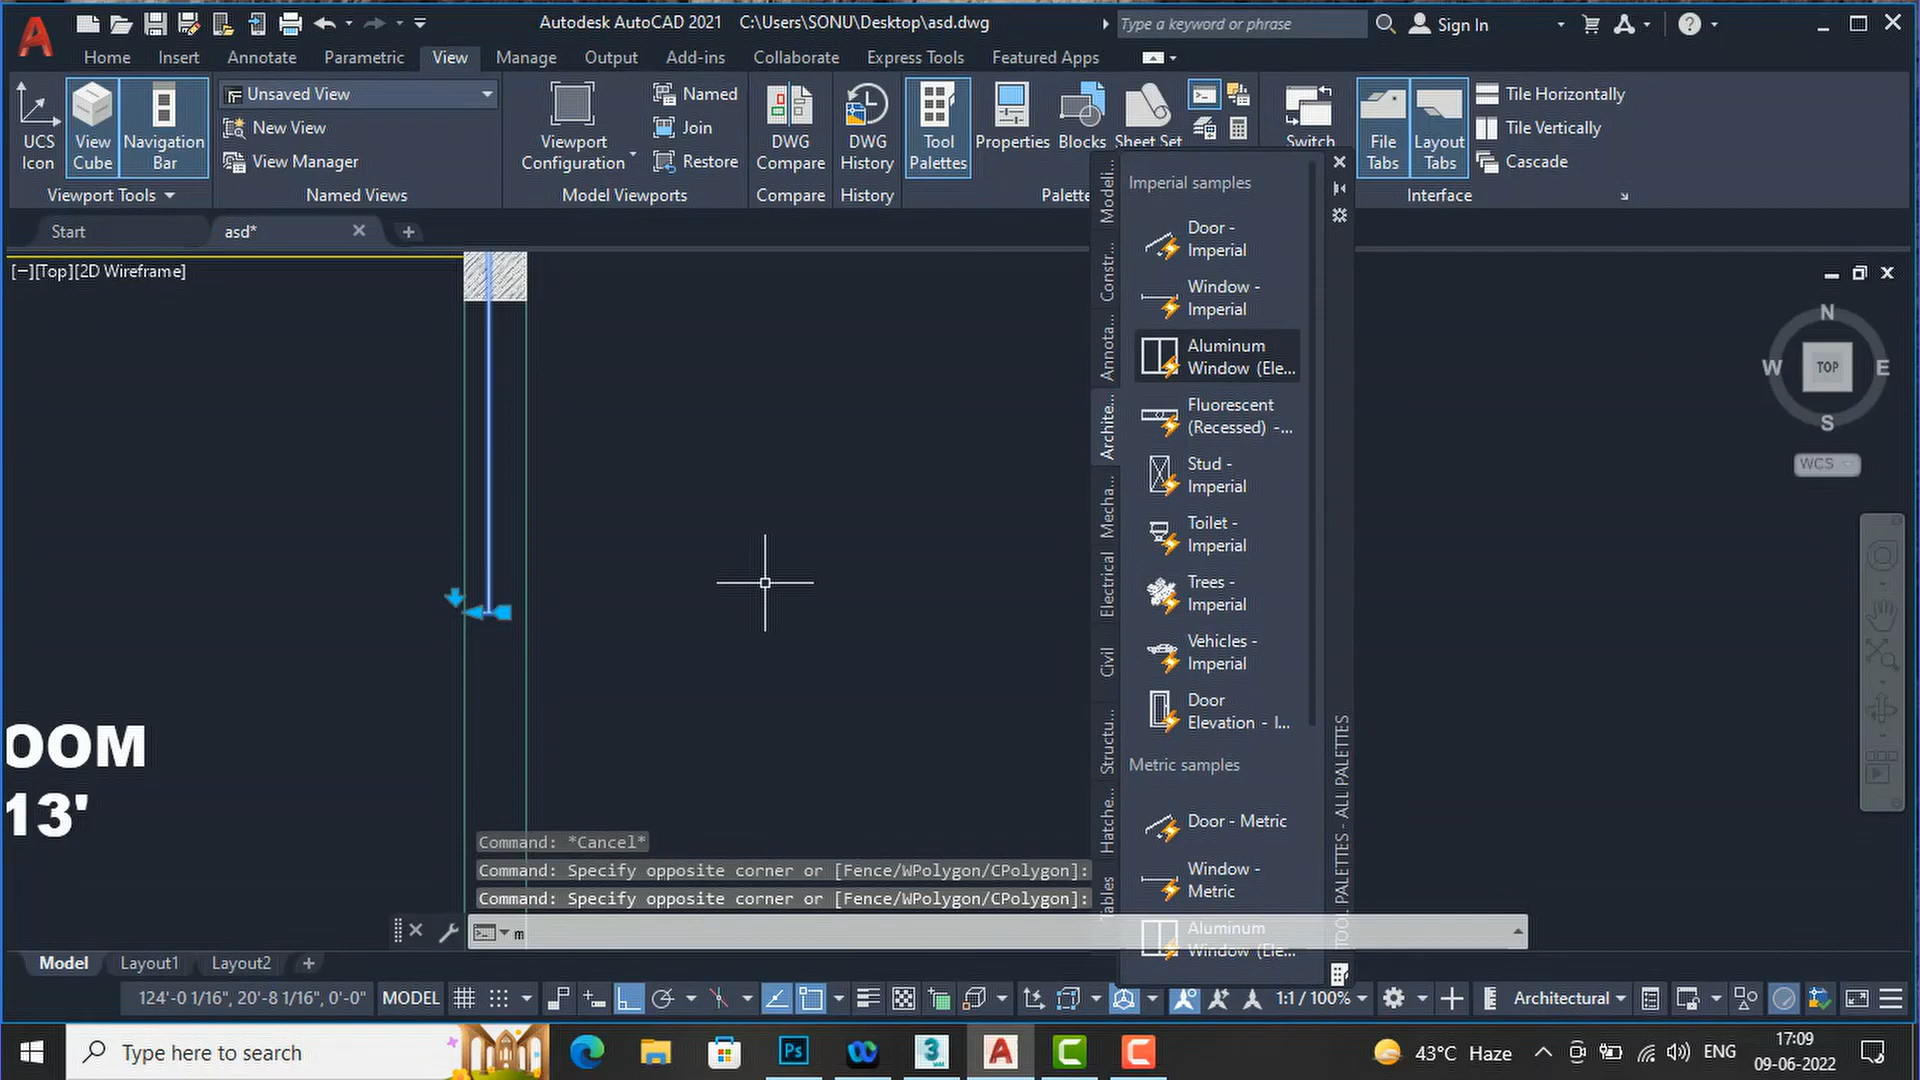 Autodesk AutoCAD 2021 C:\Users\SONU\Desktop\asd.dwg
Type a keyword or phrase
Sign In
Home Insert Annotate Parametric View Manage Output Add-ins Collaborate Express Tools Featured Apps
UCS Icon
View Cube
Navigation Bar
Viewport Tools
Unsaved View
New View
View Manager
Named Views
Viewport Configuration
Named
Join
Restore
Model Viewports
DWG Compare
Compare
DWG History
History
Tool Palettes
Properties
Blocks
Sheet Set
Palette
Switch
File Tabs
Layout Tabs
Tile Horizontally
Tile Vertically
Cascade
Interface
Start
asd*
[−][Top][2D Wireframe]
N
W
TOP
E
S
WCS
Modeli...
Constr...
Annota...
Archite...
Mecha...
Electrical
Civil
Structu...
Hatche...
Tables
Imperial samples
Door -
Imperial
Window -
Imperial
Aluminum
Window (Ele...
Fluorescent
(Recessed) -...
Stud -
Imperial
Toilet -
Imperial
Trees -
Imperial
Vehicles -
Imperial
Door
Elevation - I...
Metric samples
Door - Metric
Window -
Metric
Aluminum
Window (Ele...
TOOL PALETTES - ALL PALETTES
OOM
13'
Command: *Cancel*
Command: Specify opposite corner or [Fence/WPolygon/CPolygon]:
Command: Specify opposite corner or [Fence/WPolygon/CPolygon]:
m
Model Layout1 Layout2
124'-0 1/16", 20'-8 1/16", 0'-0" MODEL 1:1 / 100% Architectural
Type here to search
Ps
3
43°C Haze
ENG
17:09
09-06-2022